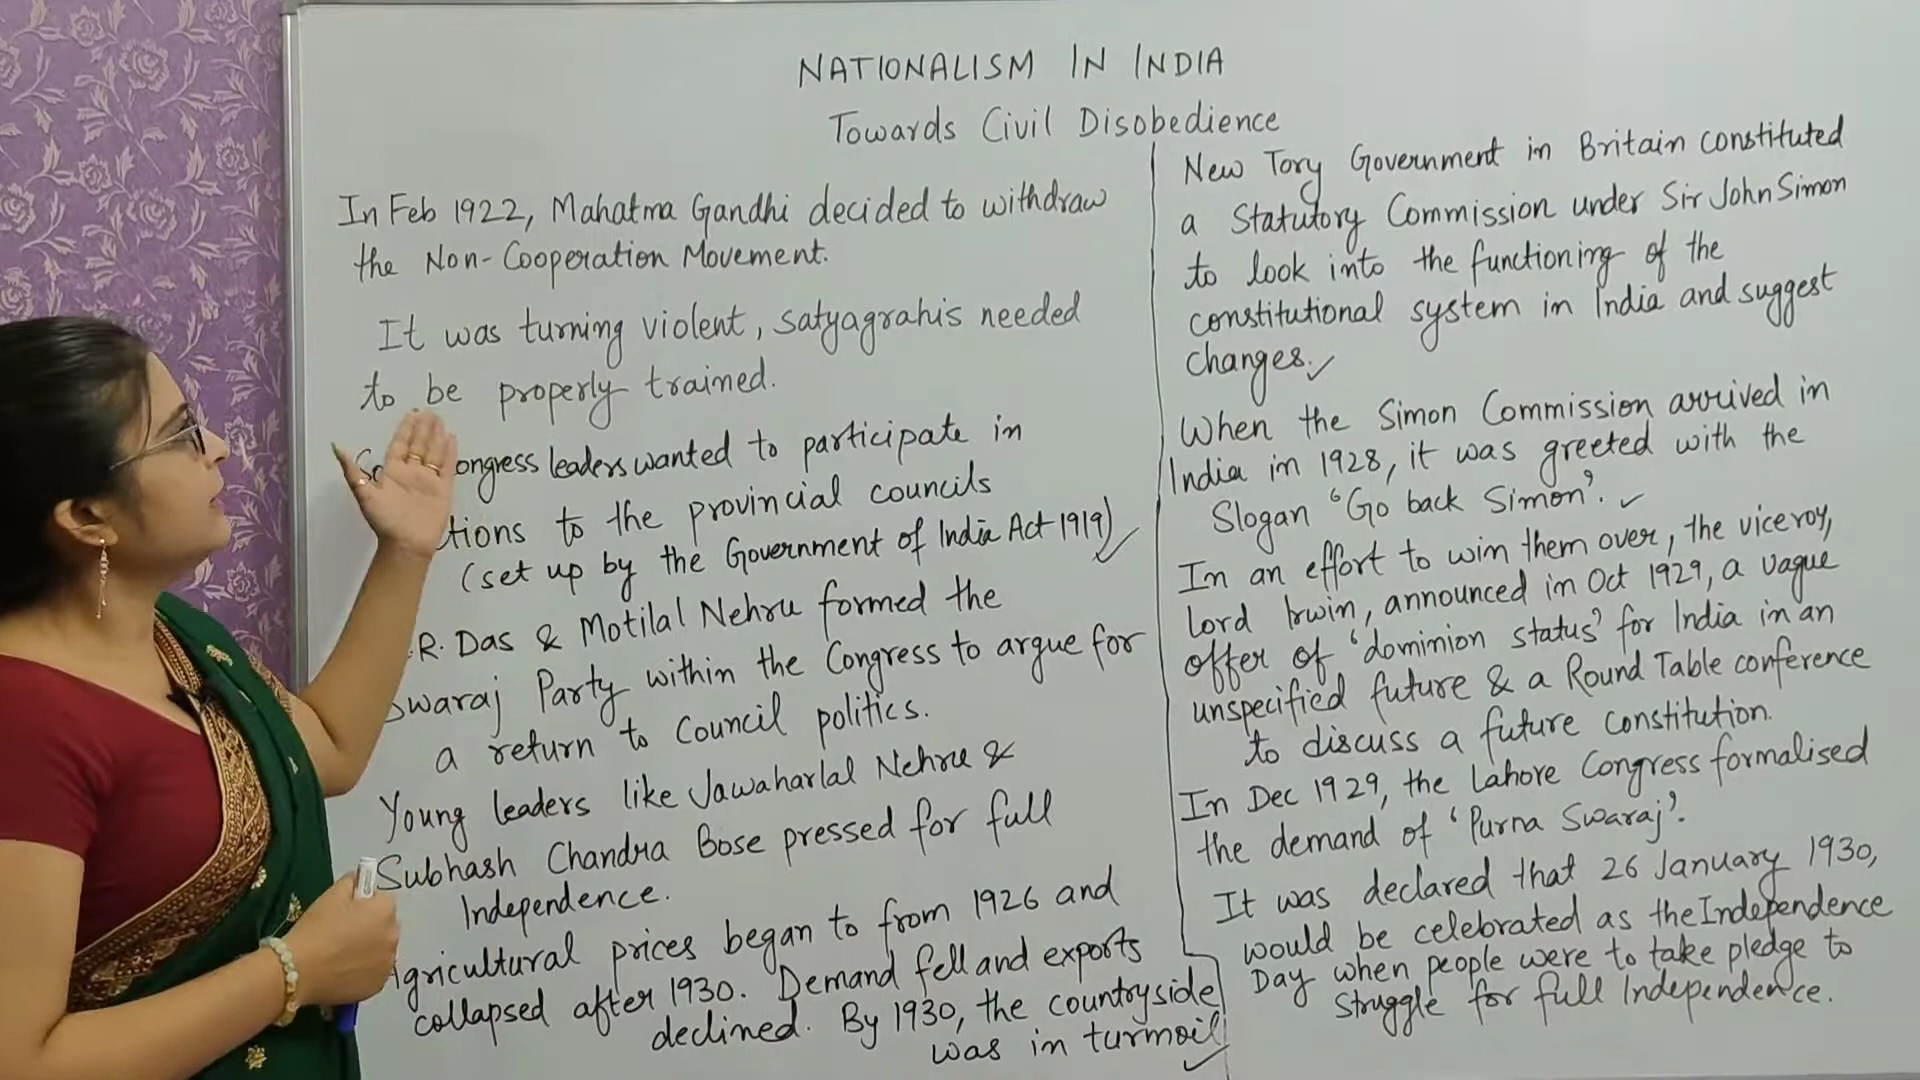 NATIONALISM IN INDIA
Towards Civil Disobedience
In Feb 1922, Mahatma Gandhi decided to withdraw
the Non-Cooperation Movement.
It was turning violent, satyagrahis needed
to be properly trained.
ongress leaders wanted to participate in
tions to the provincial councils
(set up by the Government of India Act 1919)
.R. Das & Motilal Nehru formed the
Swaraj Party within the Congress to argue for
a return to Council politics.
Young leaders like Jawaharlal Nehru &
Subhash Chandra Bose pressed for full
Independence.
Agricultural prices began to from 1926 and
collapsed after 1930. Demand fell and exports
declined. By 1930, the countryside
was in turmoil
New Tory Government in Britain constituted
a Statutory Commission under Sir John Simon
to look into the functioning of the
constitutional system in India and suggest
changes.
When the Simon Commission arrived in
India in 1928, it was greeted with the
Slogan 'Go back Simon'.
In an effort to win them over, the viceroy,
lord Irwin, announced in Oct 1929, a vague
offer of 'dominion status' for India in an
unspecified future & a Round Table conference
to discuss a future constitution.
In Dec 1929, the Lahore Congress formalised
the demand of 'Purna Swaraj'.
It was declared that 26 January 1930,
would be celebrated as the Independence
Day when people were to take pledge to
struggle for full Independence.